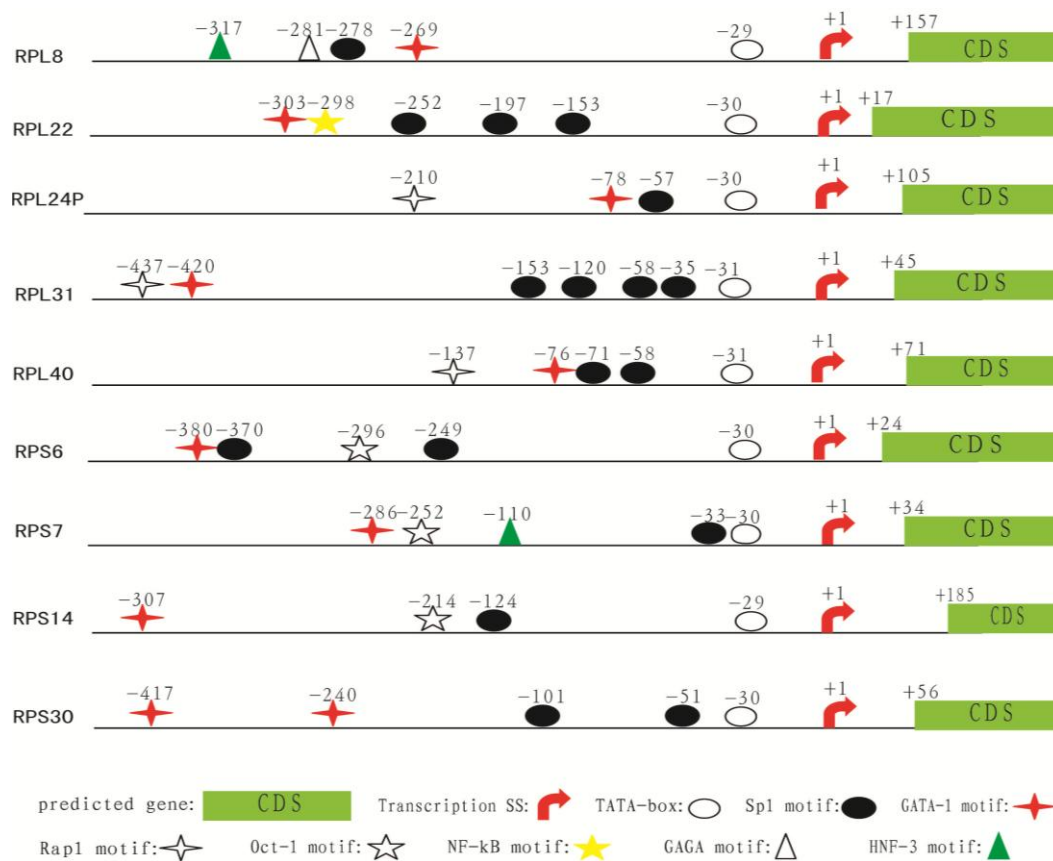 -317 -281 -278 -269 -29 +1 +157
RPL8 CDS
-303 -298 -252 -197 -153 -30 +1 +17
RPL22 CDS
-210 -78 -57 -30 +1 +105
RPL24P CDS
-437 -420 -153 -120 -58 -35 -31 +1 +45
RPL31 CDS
-137 -76 -71 -58 -31 +1 +71
RPL40 CDS
-380 -370 -296 -249 -30 +1 +24
RPS6 CDS
-286 -252 -110 -33 -30 +1 +34
RPS7 CDS
-307 -214 -124 -29 +1 +185
RPS14 CDS
-417 -240 -101 -51 -30 +1 +56
RPS30 CDS
predicted gene: CDS Transcription SS: TATA-box: Sp1 motif: GATA-1 motif:
Rap1 motif: Oct-1 motif: NF-kB motif: GAGA motif: HNF-3 motif: